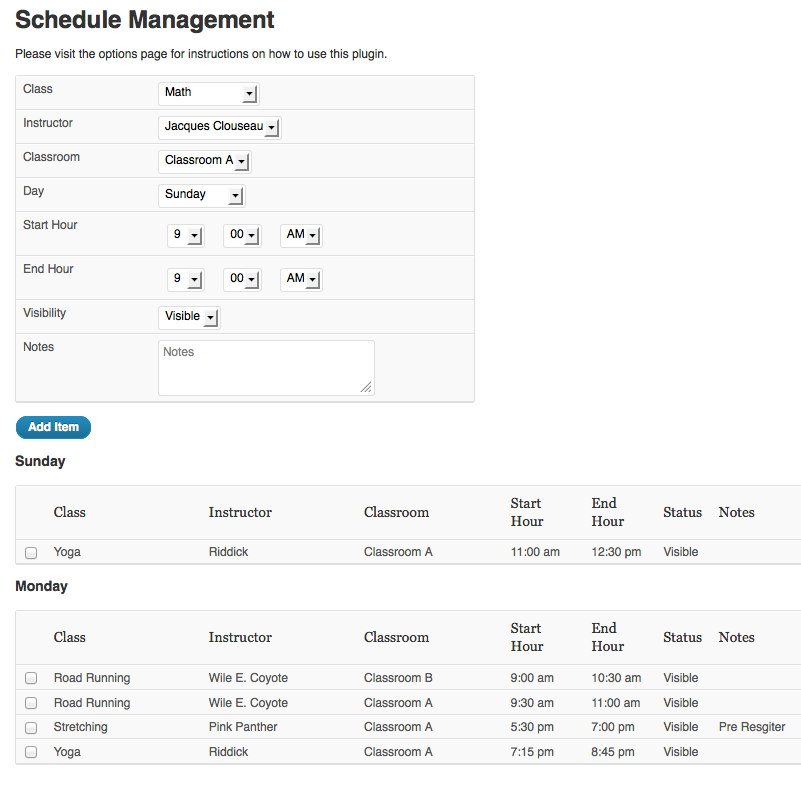 Schedule Management
Please visit the options page for instructions on how to use this plugin.
Class Math
Instructor Jacques Clouseau
Classroom Classroom A
Day Sunday
Start Hour 9 00 AM
End Hour 9 00 AM
Visibility Visible
Notes Notes
Add Item
Sunday
Class Instructor Classroom Start Hour End Hour Status Notes
Yoga Riddick Classroom A 11:00 am 12:30 pm Visible
Monday
Class Instructor Classroom Start Hour End Hour Status Notes
Road Running Wile E. Coyote Classroom B 9:00 am 10:30 am Visible
Road Running Wile E. Coyote Classroom A 9:30 am 11:00 am Visible
Stretching Pink Panther Classroom A 5:30 pm 7:00 pm Visible Pre Resgiter
Yoga Riddick Classroom A 7:15 pm 8:45 pm Visible